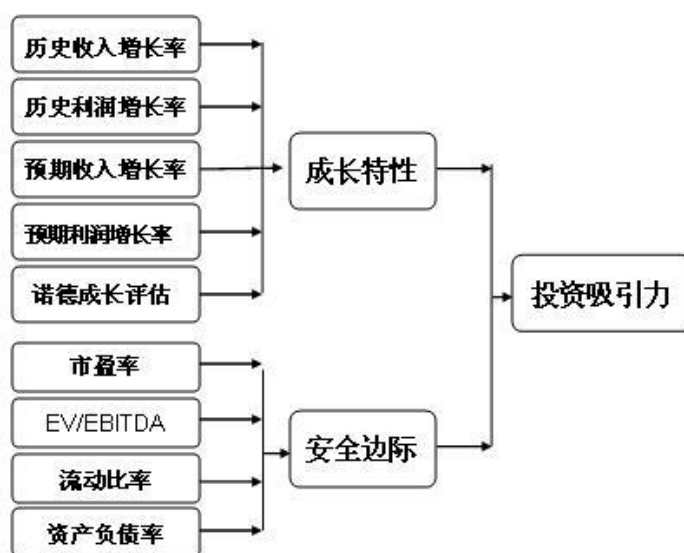 历史收入增长率
历史利润增长率
预期收入增长率
预期利润增长率
诺德成长评估
成长特性
市盈率
EV/EBITDA
流动比率
资产负债率
安全边际
投资吸引力